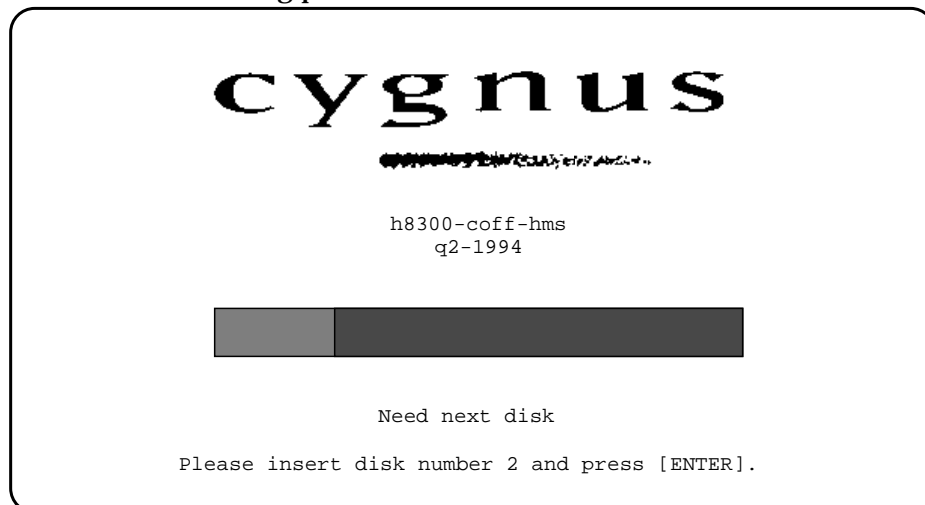 cygnus
h8300-coff-hms
q2-1994
Need next disk
Please insert disk number 2 and press [ENTER].